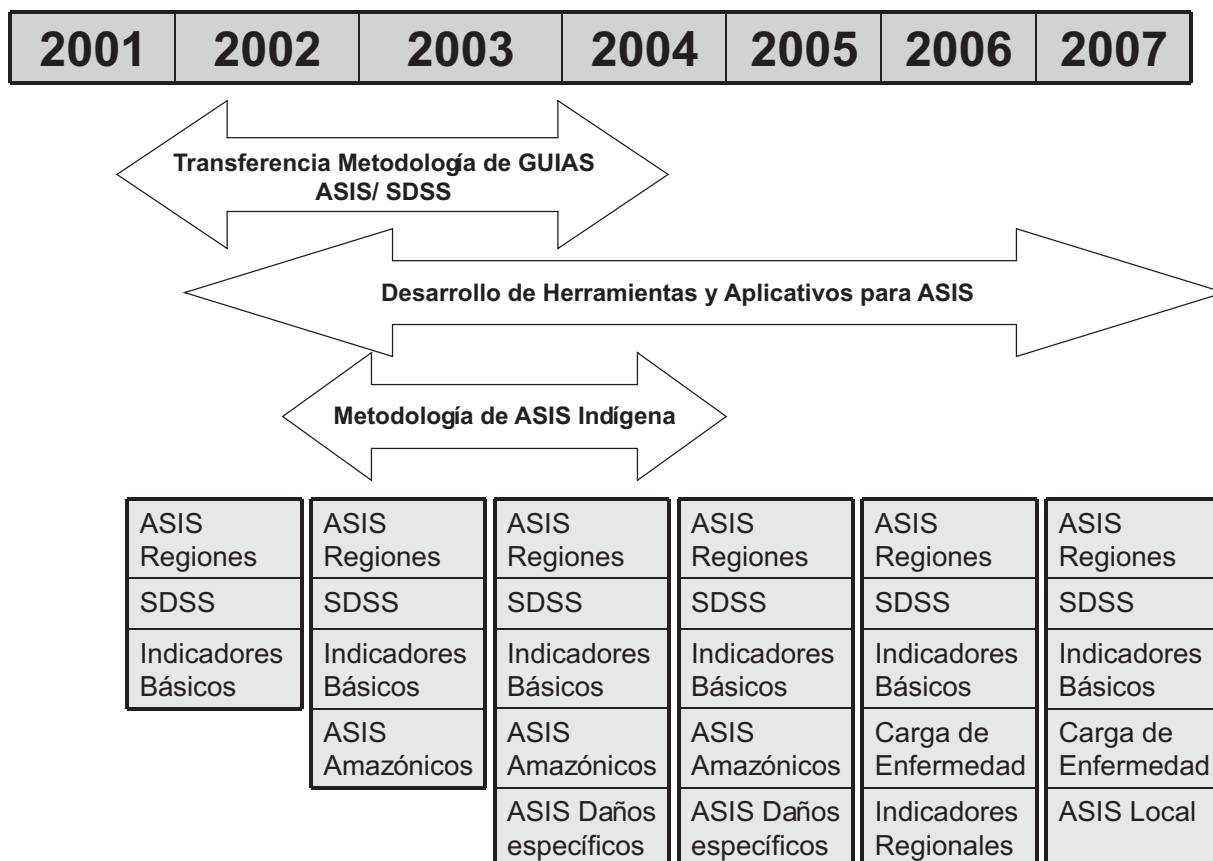 2001 2002 2003 2004 2005 2006 2007
Transferencia Metodología de GUIAS
ASIS/ SDSS
Desarrollo de Herramientas y Aplicativos para ASIS
Metodología de ASIS Indígena
ASIS
Regiones
SDSS
Indicadores
Básicos
ASIS
Regiones
SDSS
Indicadores
Básicos
ASIS
Amazónicos
ASIS
Regiones
SDSS
Indicadores
Básicos
ASIS
Amazónicos
ASIS Daños
específicos
ASIS
Regiones
SDSS
Indicadores
Básicos
ASIS
Amazónicos
ASIS Daños
específicos
ASIS
Regiones
SDSS
Indicadores
Básicos
Carga de
Enfermedad
Indicadores
Regionales
ASIS
Regiones
SDSS
Indicadores
Básicos
Carga de
Enfermedad
ASIS Local